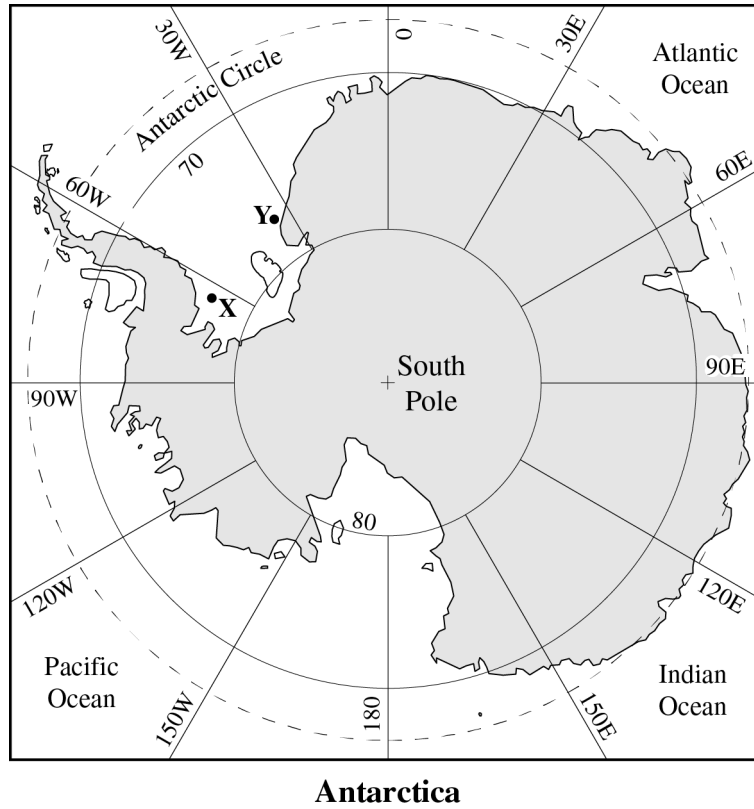 30W
0
30E
Atlantic
Ocean
Antarctic Circle
70
60W
60E
Y
X
South
Pole
90W
90E
80
120W
120E
Pacific
Ocean
150W
180
150E
Indian
Ocean
Antarctica